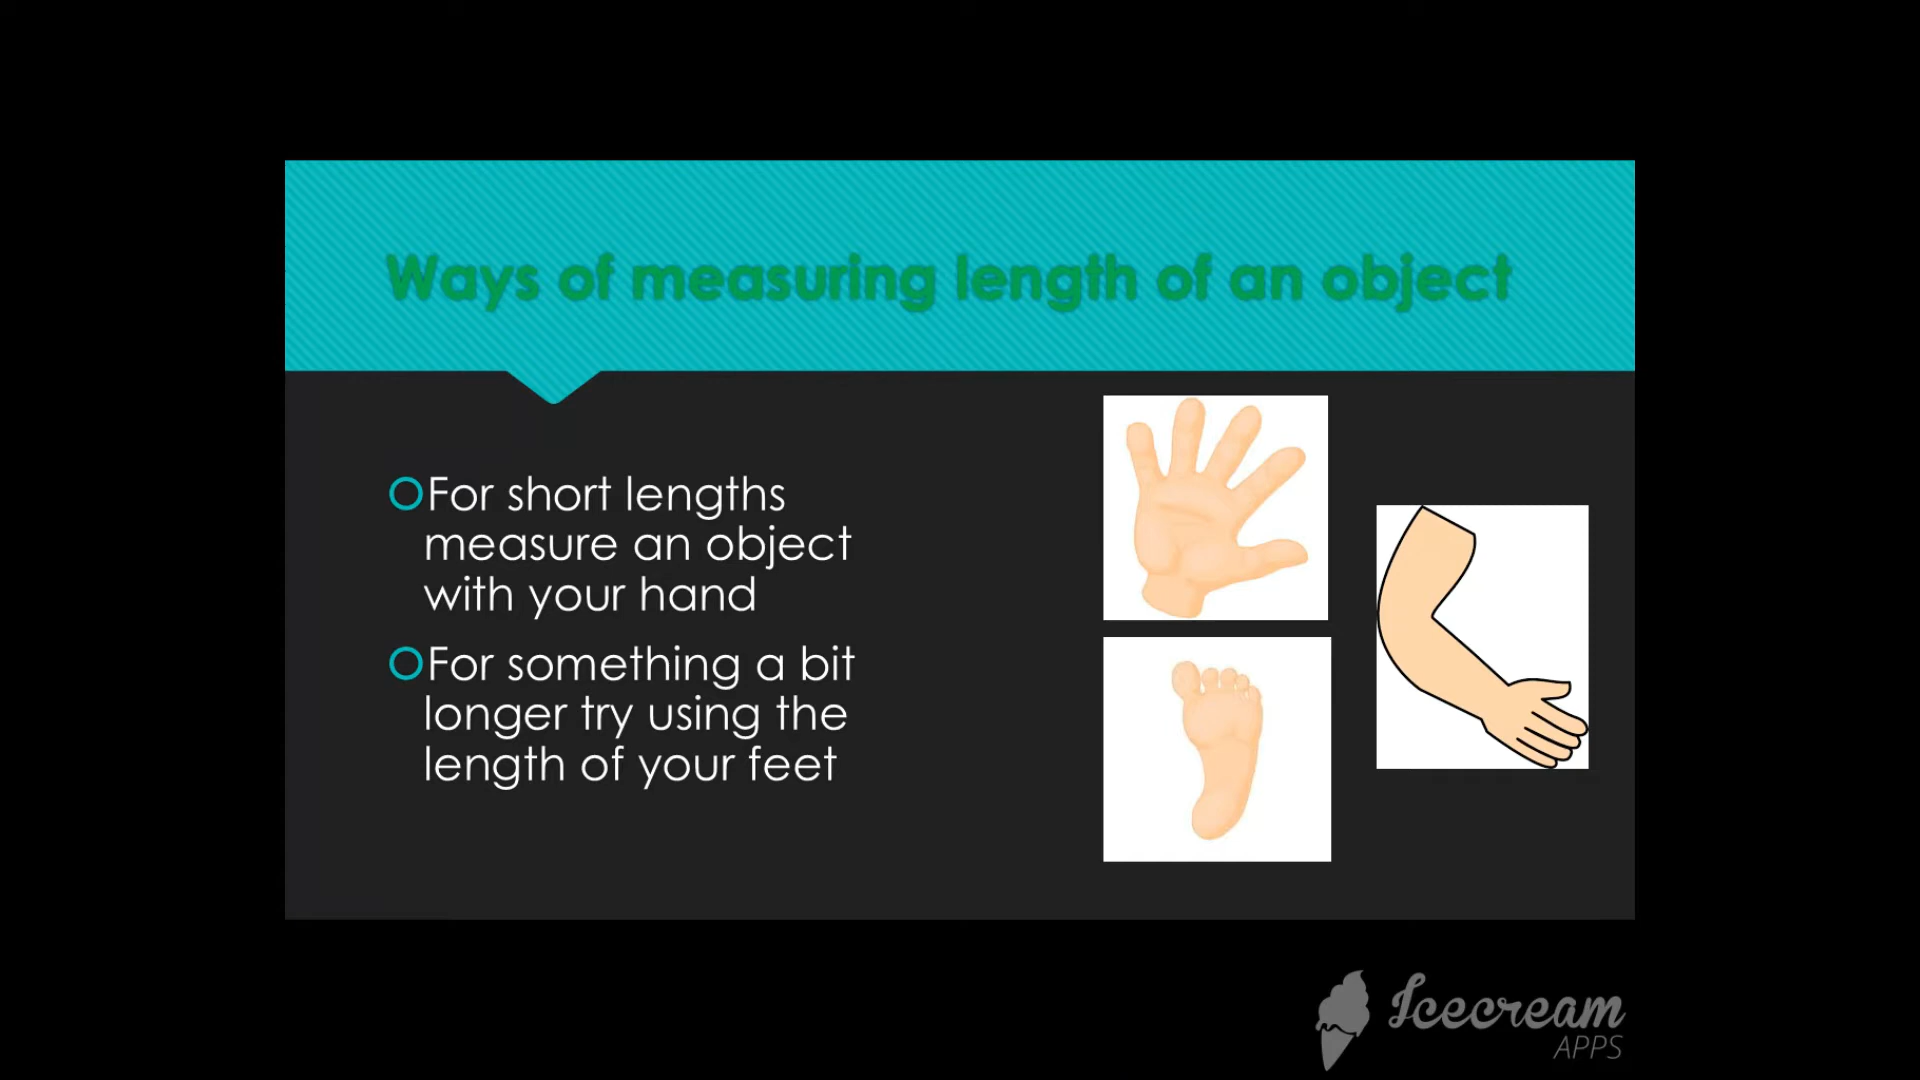 Ways of measuring length of an object
For short lengths
measure an object
with your hand
For something a bit
longer try using the
length of your feet
Icecream
APPS